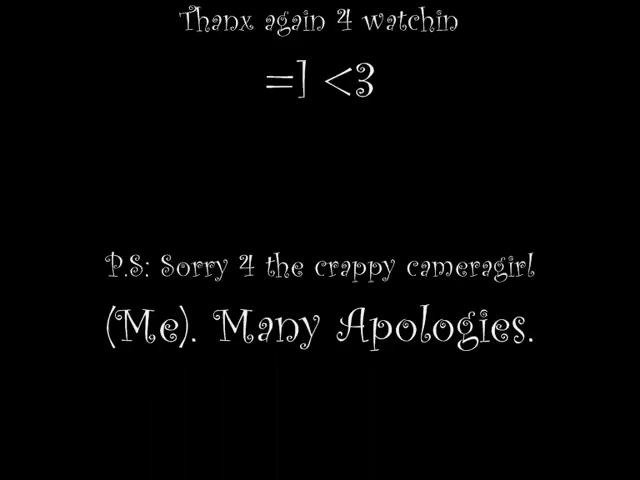 Thanx again 4 watchin
=] <3
P.S: Sorry 4 the crappy cameragirl
(Me). Many Apologies.